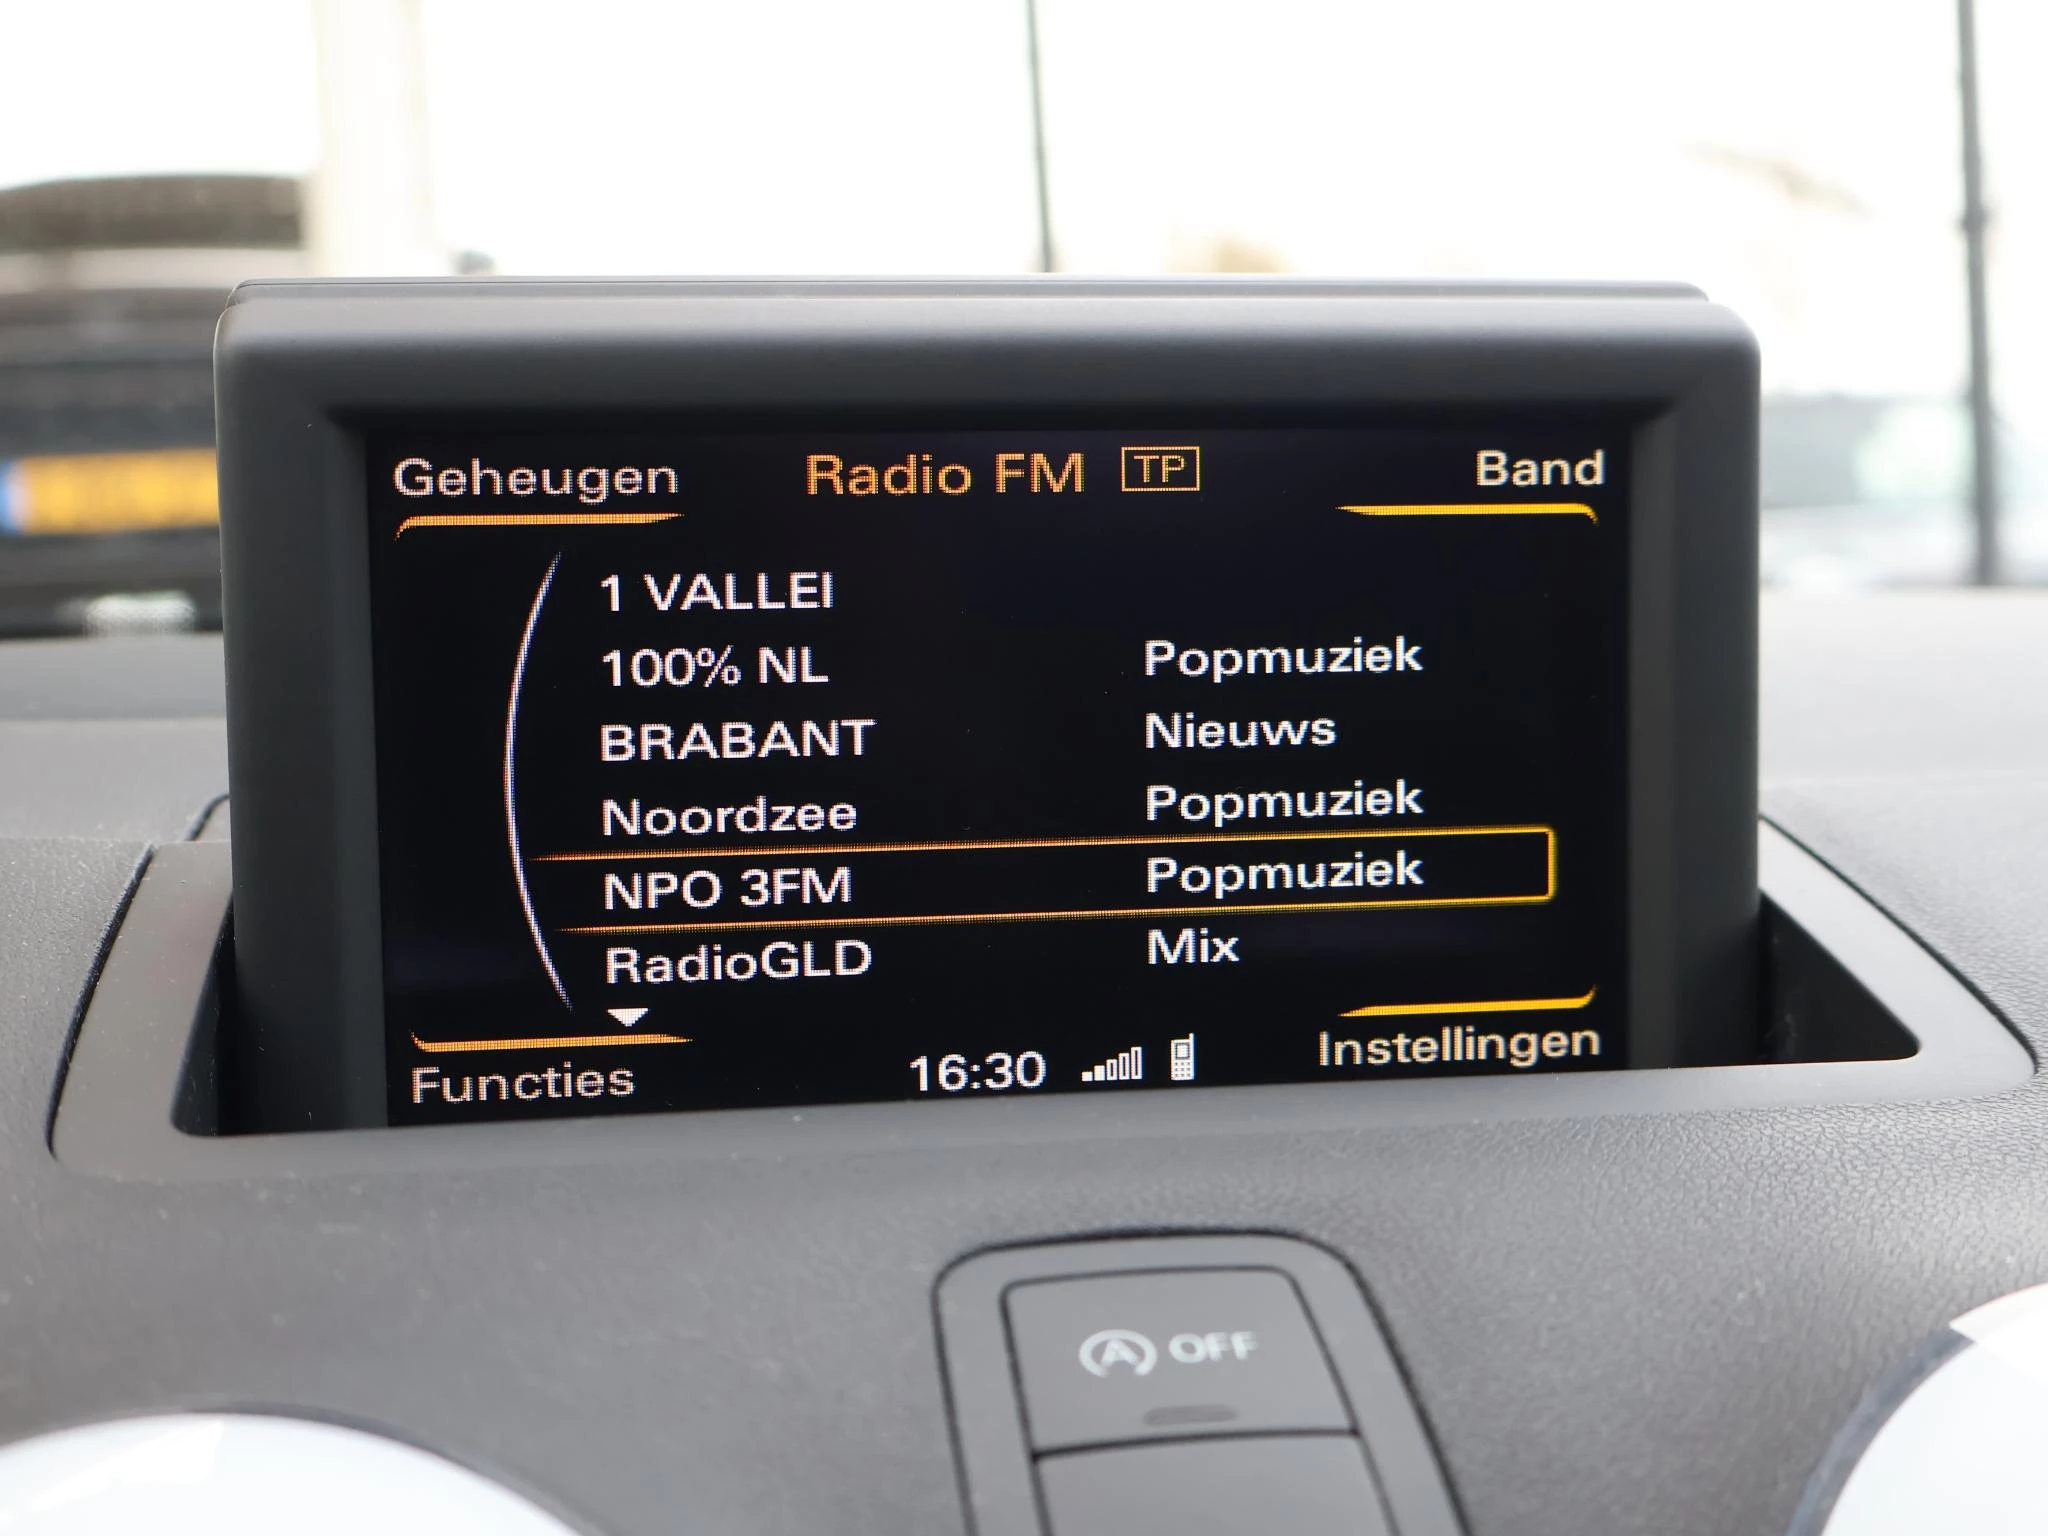 Geheugen Radio FM TP Band
1 VALLEI
100% NL Popmuziek
BRABANT Nieuws
Noordzee Popmuziek
NPO 3FM Popmuziek
RadioGLD Mix
Functies 16:30 Instellingen
A OFF